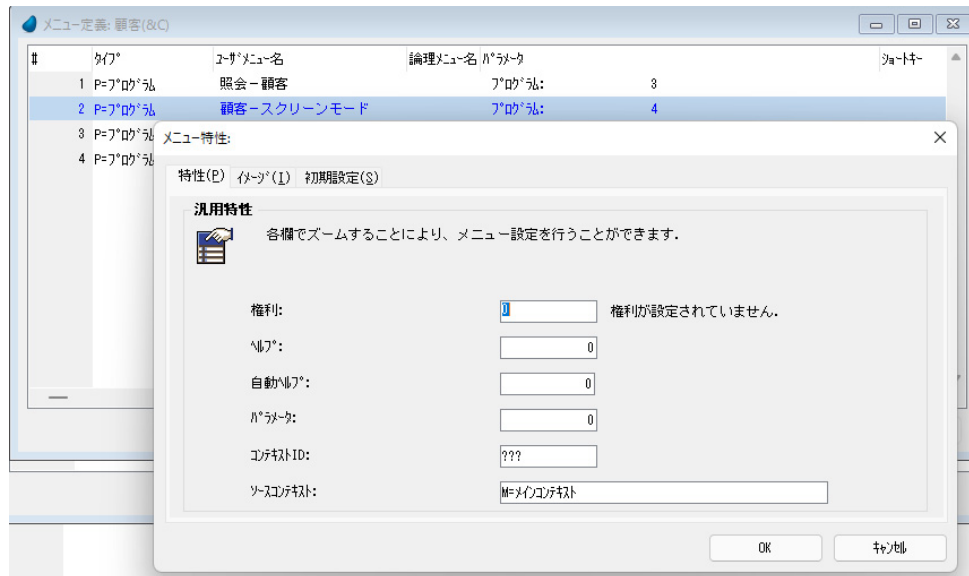 メニュー定義: 顧客(&C)
# ﾀｲﾌﾟ ﾕｰｻﾞﾒﾆｭｰ名 論理ﾒﾆｭｰ名 ﾊﾟﾗﾒｰﾀ ｼｮｰﾄｷｰ
1 P=ﾌﾟﾛｸﾞﾗﾑ 照会－顧客 ﾌﾟﾛｸﾞﾗﾑ: 3
2 P=ﾌﾟﾛｸﾞﾗﾑ 顧客－スクリーンモード ﾌﾟﾛｸﾞﾗﾑ: 4
3 P=ﾌﾟﾛｸﾞﾗﾑ
4 P=ﾌﾟﾛｸﾞﾗﾑ
メニュー特性:
特性(P) ｲﾒｰｼﾞ(I) 初期設定(S)
汎用特性
各欄でズームすることにより、メニュー設定を行うことができます.
権利: 0 権利が設定されていません.
ﾍﾙﾌﾟ: 0
自動ﾍﾙﾌﾟ: 0
ﾊﾟﾗﾒｰﾀ: 0
ｺﾝﾃｷｽﾄID: ???
ｿｰｽｺﾝﾃｷｽﾄ: M=ﾒｲﾝｺﾝﾃｷｽﾄ
OK ｷｬﾝｾﾙ